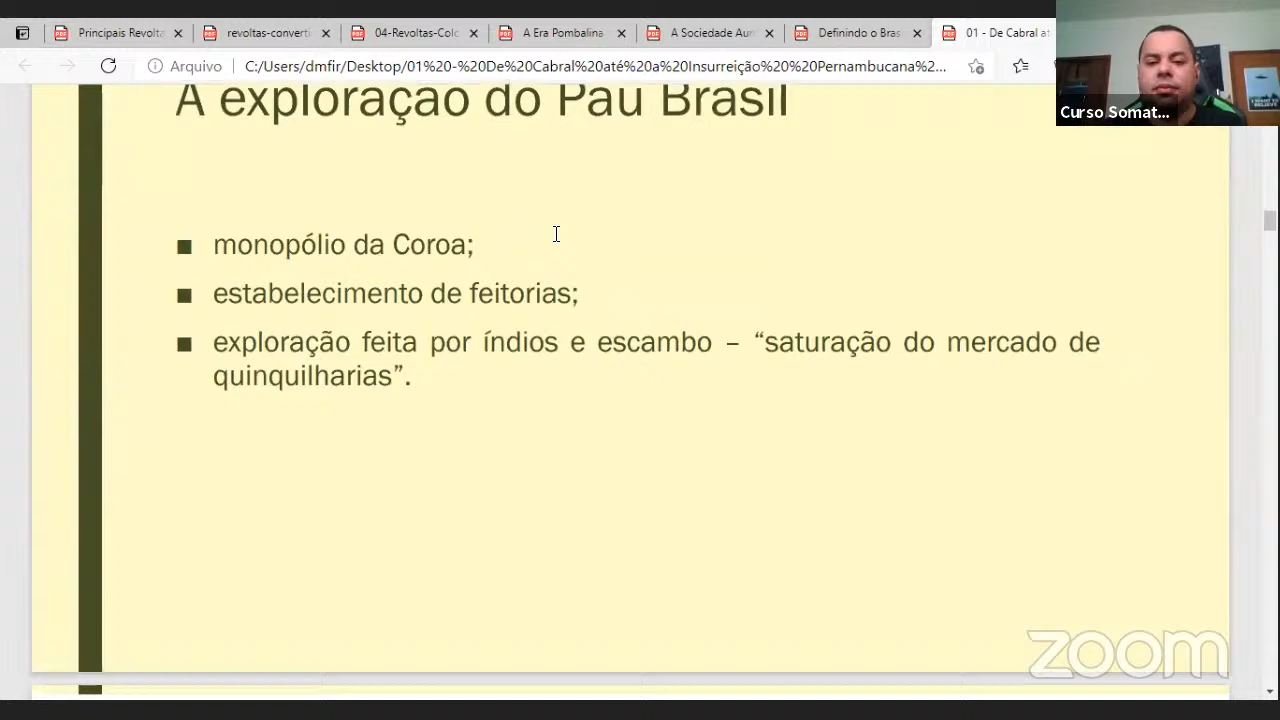 Principais Revolta
revoltas-convert
04-Revoltas-Colo
A Era Pombalina
A Sociedade Au
Definindo o Bras
01 - De Cabral at
Arquivo
C:/Users/dmfir/Desktop/01%20-%20De%20Cabral%20até%20a%20Insurreição%20%20Pernambucana%2...
Curso Somat...
A exploração do Pau Brasil
■ monopólio da Coroa;
■ estabelecimento de feitorias;
■ exploração feita por índios e escambo – “saturação do mercado de
quinquilharias”.
zoom